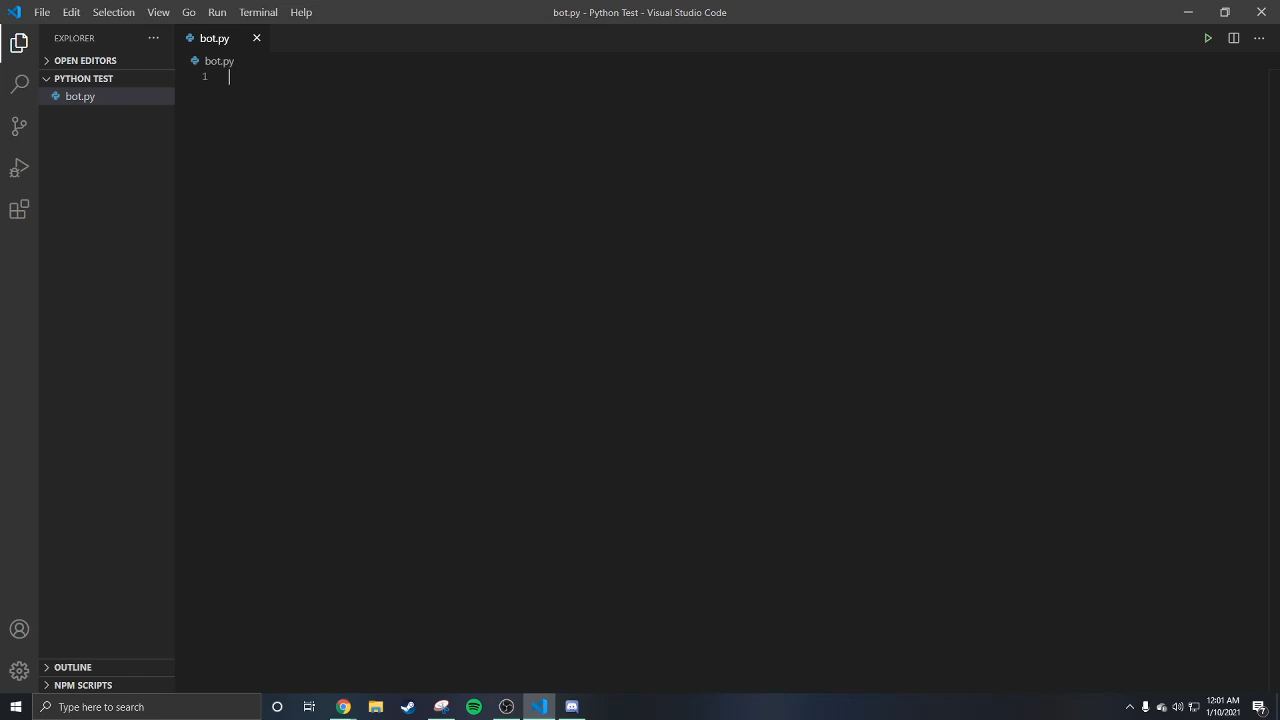 File Edit Selection View Go Run Terminal Help
bot.py - Python Test - Visual Studio Code
EXPLORER
bot.py
OPEN EDITORS
bot.py
PYTHON TEST
1
bot.py
OUTLINE
NPM SCRIPTS
Type here to search
12:01 AM
1/10/2021